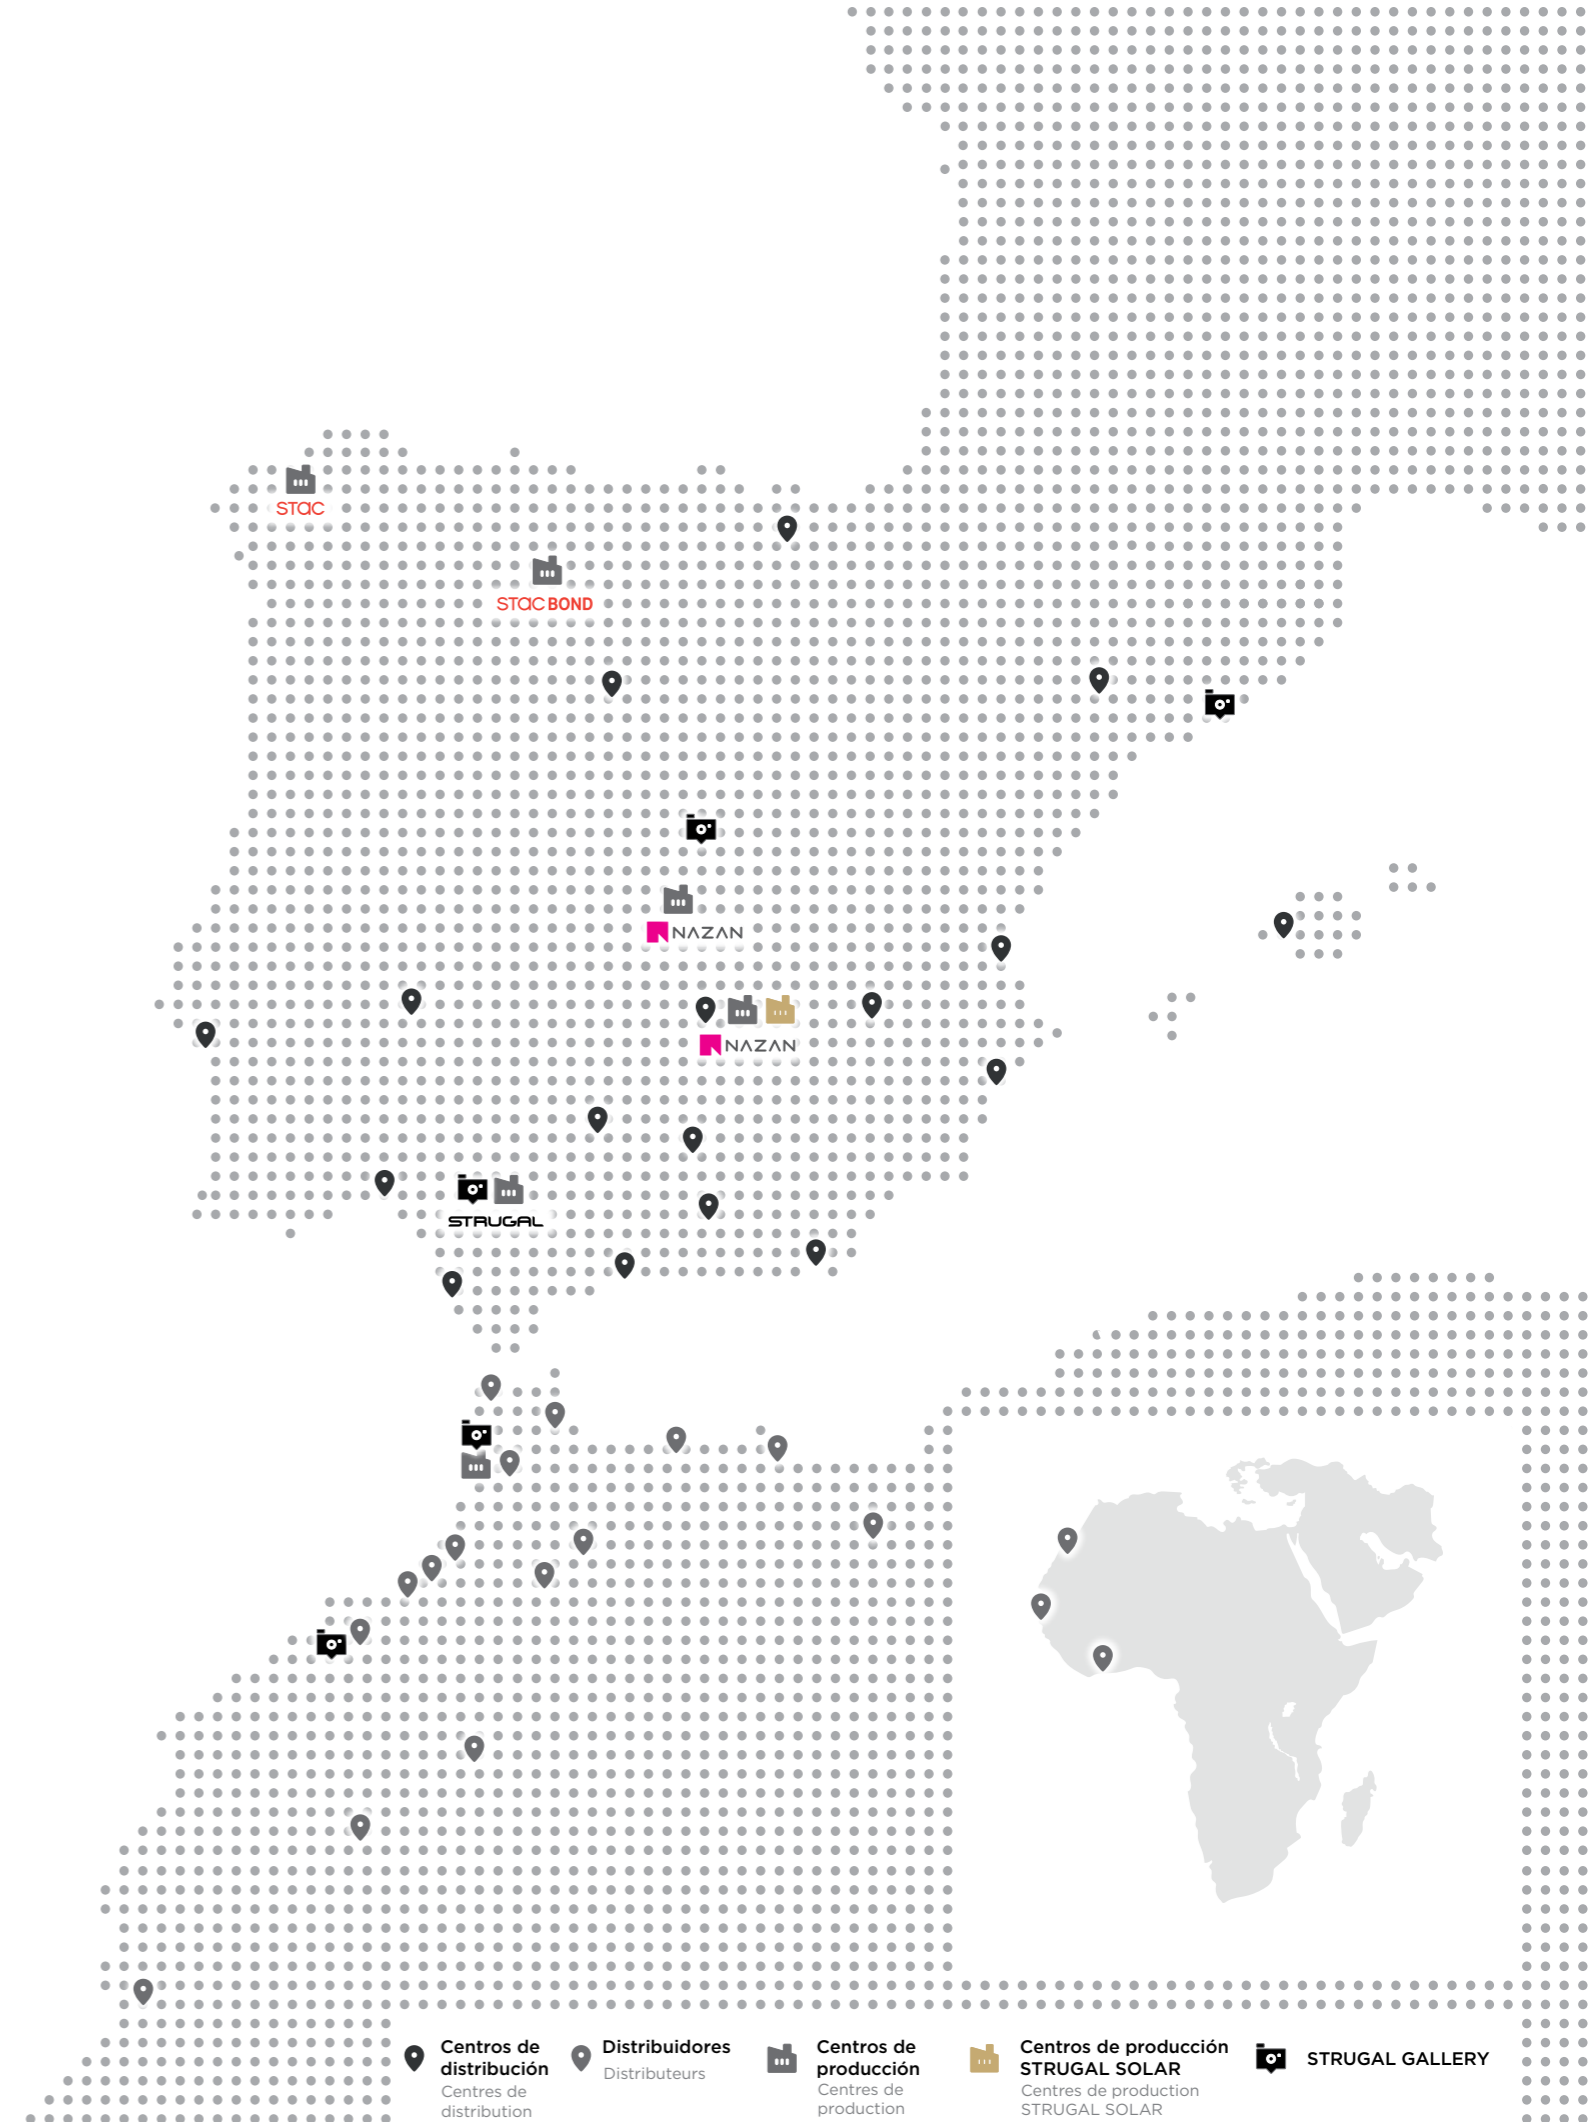 STAC
STAC BOND
NAZAN
NAZAN
STRUGAL
Centros de
distribución
Centres de
distribution
Distribuidores
Distributeurs
Centros de
producción
Centres de
production
Centros de producción
STRUGAL SOLAR
Centres de production
STRUGAL SOLAR
STRUGAL GALLERY